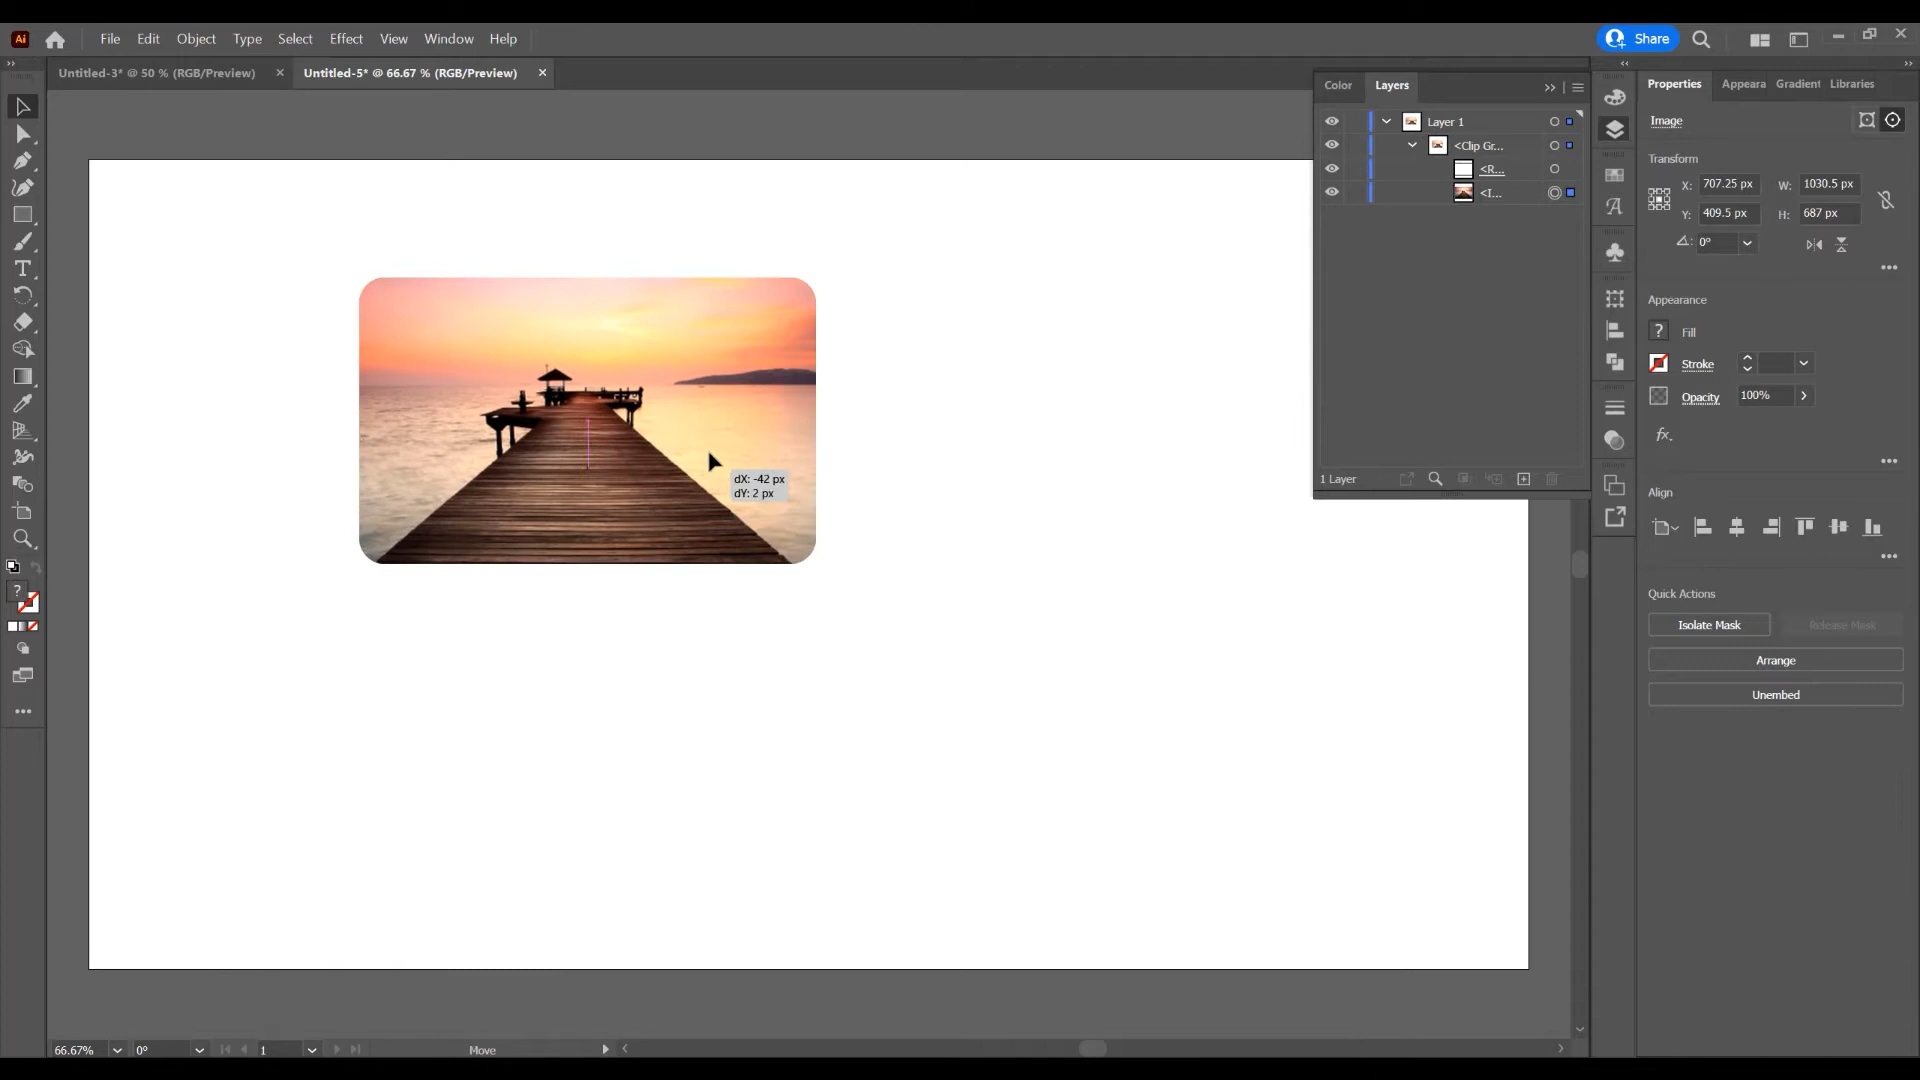 Ai File Edit Object Type Select Effect View Window Help Share
Untitled-3* @ 50 % (RGB/Preview) × Untitled-5* @ 66.67 % (RGB/Preview) ×
Color Layers
Layer 1
<Clip Gr...
<R...
<I...
1 Layer
Properties Appeara Gradient Libraries
Image
Transform
X: 707.25 px W: 1030.5 px
Y: 409.5 px H: 687 px
0°
Appearance
? Fill
Stroke
Opacity 100%
fx.
Align
Quick Actions
Isolate Mask Release Mask
Arrange
Unembed
dX: -42 px
dY: 2 px
T
?
66.67% 0° 1 Move